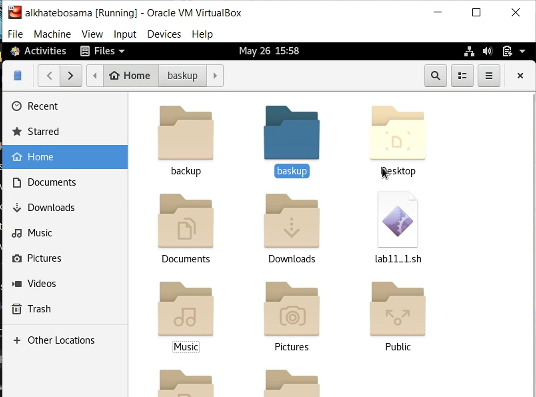 alkhatebosama [Running] - Oracle VM VirtualBox
File Machine View Input Devices Help
Activities Files May 26 15:58
Home baskup
Recent
Starred
Home
Documents
Downloads
Music
Pictures
Videos
Trash
+ Other Locations
backup baskup Desktop
Documents Downloads lab11_1.sh
Music Pictures Public